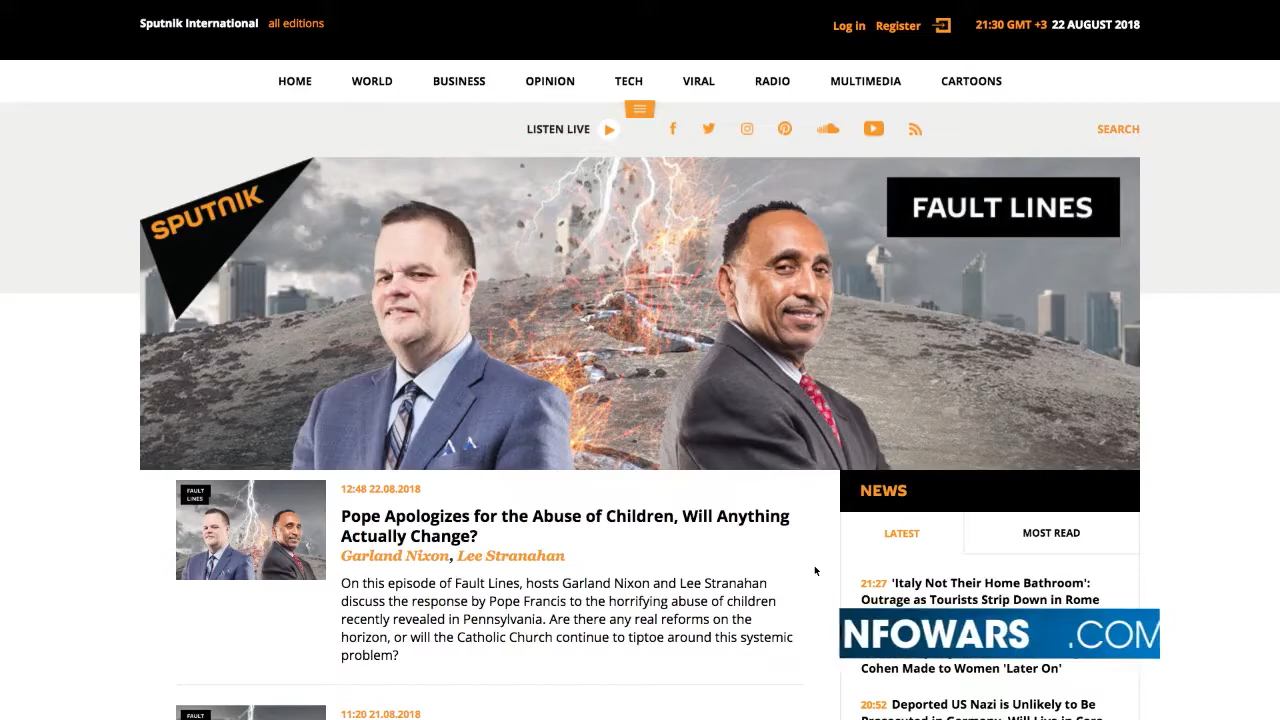 Sputnik International all editions
Log in Register 21:30 GMT +3 22 AUGUST 2018
HOME WORLD BUSINESS OPINION TECH VIRAL RADIO MULTIMEDIA CARTOONS
LISTEN LIVE
SEARCH
SPUTNIK
FAULT LINES
FAULT
LINES
12:48 22.08.2018
Pope Apologizes for the Abuse of Children, Will Anything
Actually Change?
Garland Nixon, Lee Stranahan
On this episode of Fault Lines, hosts Garland Nixon and Lee Stranahan
discuss the response by Pope Francis to the horrifying abuse of children
recently revealed in Pennsylvania. Are there any real reforms on the
horizon, or will the Catholic Church continue to tiptoe around this systemic
problem?
FAULT
11:20 21.08.2018
NEWS
LATEST MOST READ
21:27 'Italy Not Their Home Bathroom':
Outrage as Tourists Strip Down in Rome
NFOWARS .COM
Cohen Made to Women 'Later On'
20:52 Deported US Nazi is Unlikely to Be